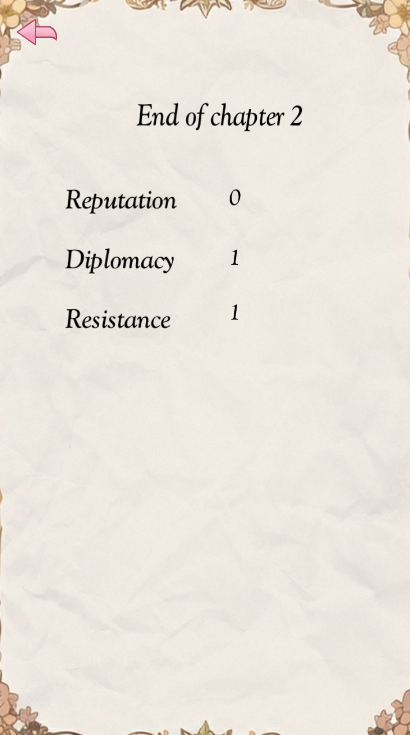 End of chapter 2
Reputation 0
Diplomacy 1
Resistance 1